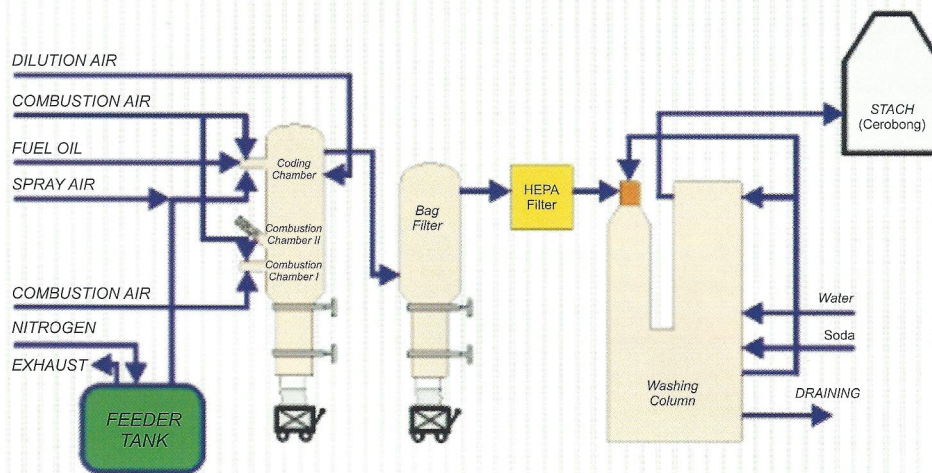 DILUTION AIR
COMBUSTION AIR
FUEL OIL
SPRAY AIR
COMBUSTION AIR
NITROGEN
EXHAUST
FEEDER
TANK
Coding
Chamber
Combustion
Chamber II
Combustion
Chamber I
Bag
Filter
HEPA
Filter
STACH
(Cerobong)
Water
Soda
Washing
Column
DRAINING